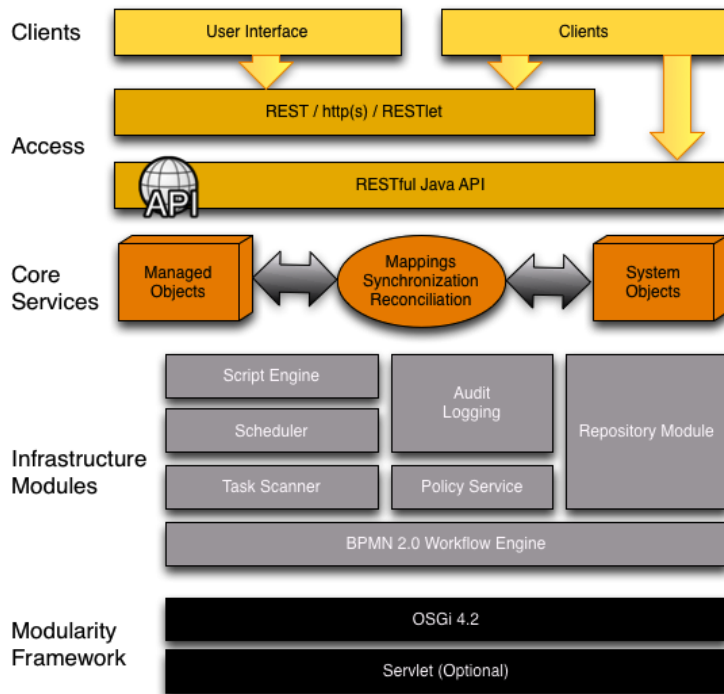 Clients
User Interface
Clients
REST / http(s) / RESTlet
Access
RESTful Java API
API
Core
Services
Managed
Objects
Mappings
Synchronization
Reconciliation
System
Objects
Infrastructure
Modules
Script Engine
Scheduler
Task Scanner
Audit
Logging
Policy Service
Repository Module
BPMN 2.0 Workflow Engine
Modularity
Framework
OSGi 4.2
Servlet (Optional)